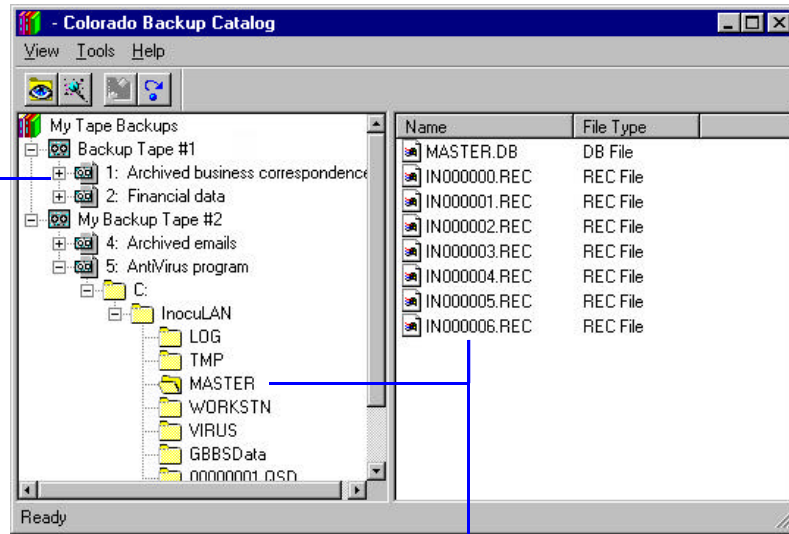 - Colorado Backup Catalog
View Tools Help
My Tape Backups
Backup Tape #1
1: Archived business correspondence
2: Financial data
My Backup Tape #2
4: Archived emails
5: AntiVirus program
C:
InocuLAN
LOG
TMP
MASTER
WORKSTN
VIRUS
GBBSData
00000001.QSD
Name File Type
MASTER.DB DB File
IN000000.REC REC File
IN000001.REC REC File
IN000002.REC REC File
IN000003.REC REC File
IN000004.REC REC File
IN000005.REC REC File
IN000006.REC REC File
Ready